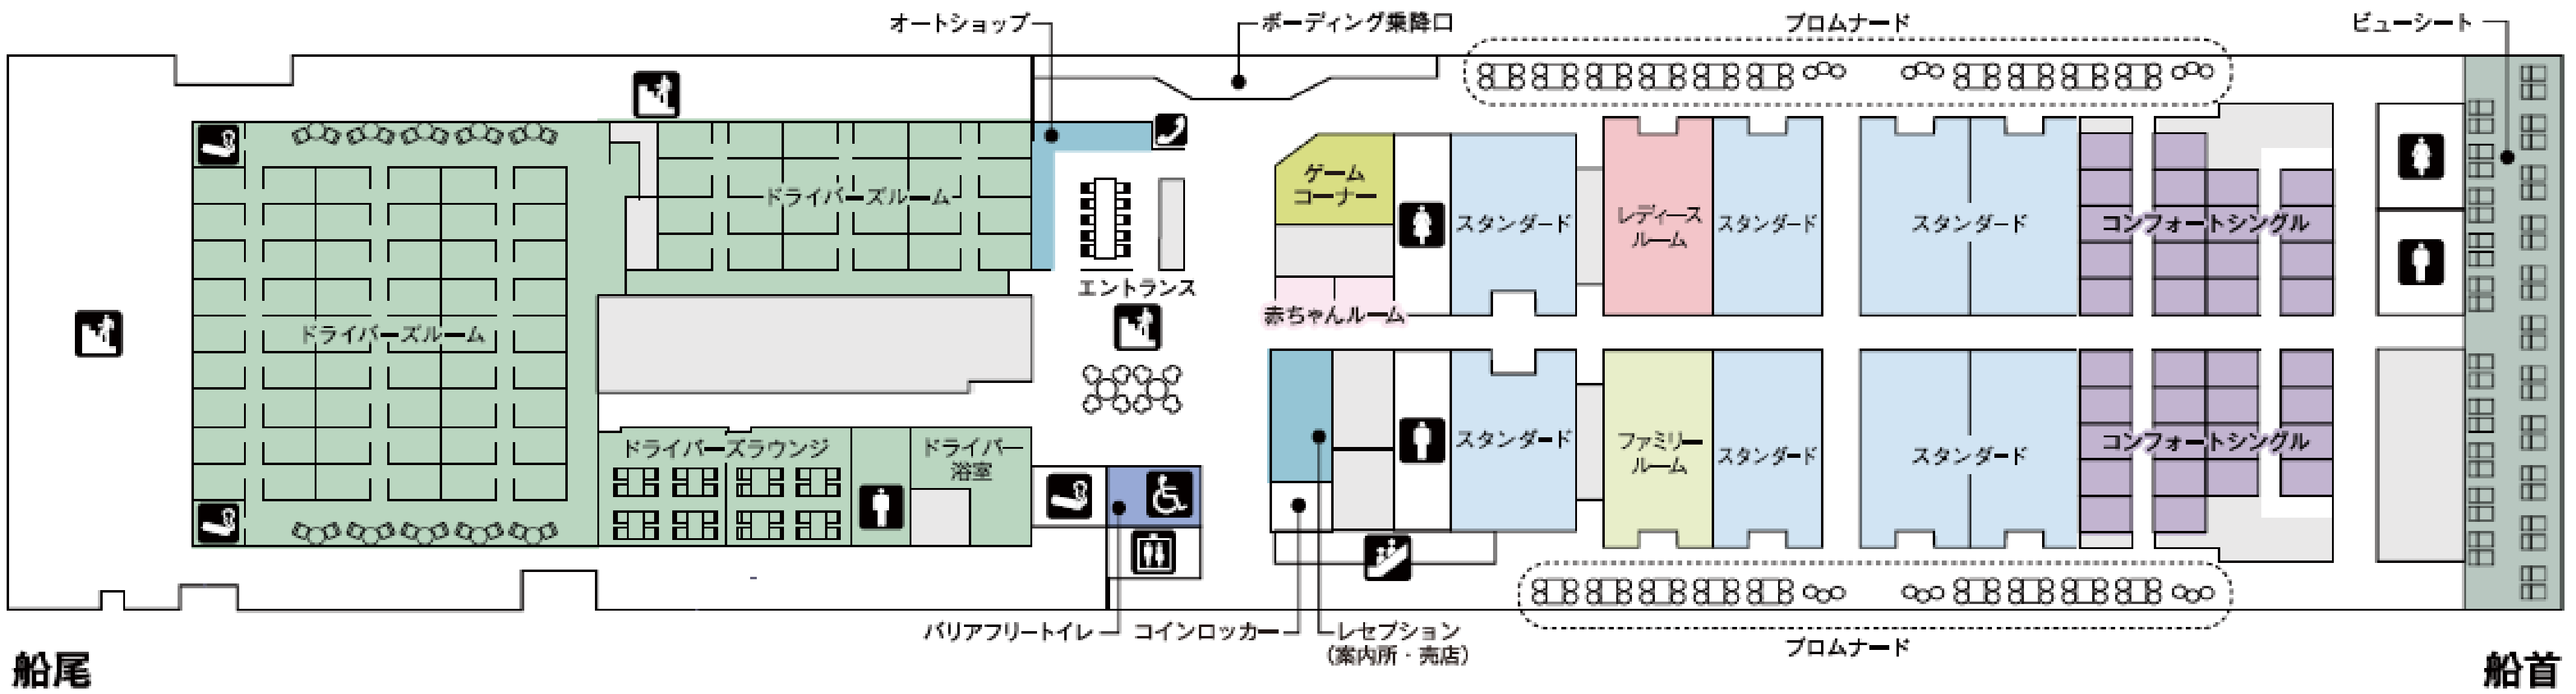 オートショップ
ボーディング乗降口
プロムナード
ビューシート
ドライバーズルーム
ゲーム
コーナー
スタンダード
レディース
ルーム
スタンダード
スタンダード
コンフォートシングル
エントランス
赤ちゃんルーム
ドライバーズルーム
ドライバーズラウンジ
ドライバー
浴室
スタンダード
ファミリー
ルーム
スタンダード
スタンダード
コンフォートシングル
バリアフリートイレ
コインロッカー
レセプション
(案内所・売店)
プロムナード
船尾
船首